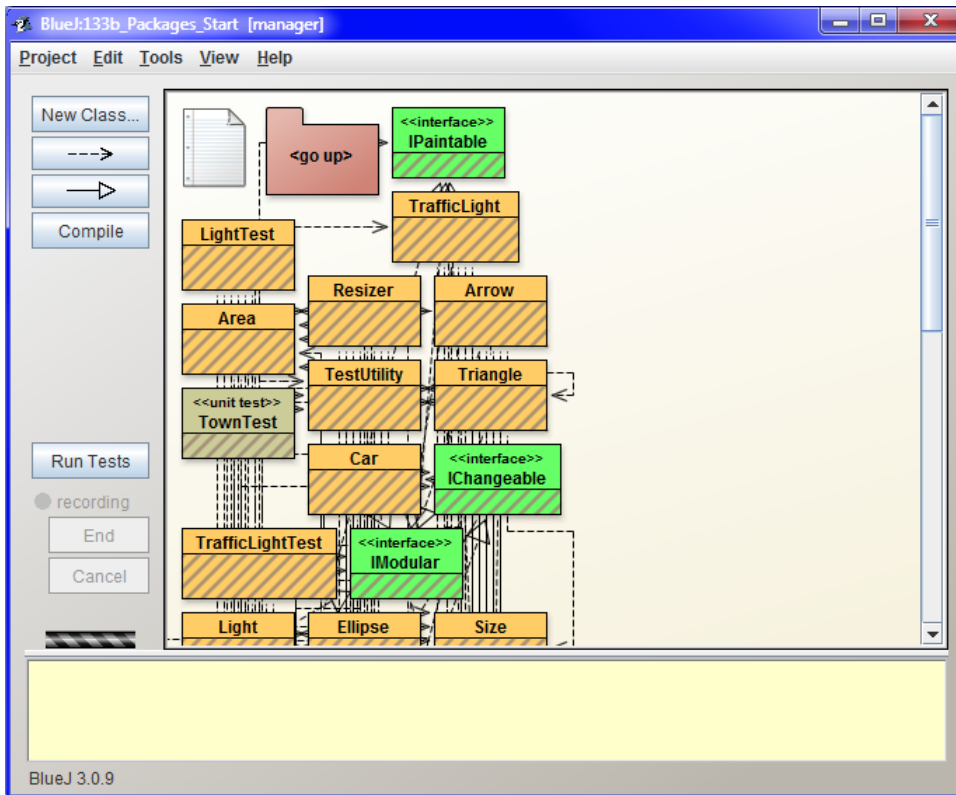 BlueJ:133b_Packages_Start [manager]
Project Edit Tools View Help
New Class...
Compile
Run Tests
recording
End
Cancel
<go up>
<<interface>>
IPaintable
TrafficLight
LightTest
Resizer
Arrow
Area
TestUtility
Triangle
<<unit test>>
TownTest
Car
<<interface>>
IChangeable
TrafficLightTest
<<interface>>
IModular
Light
Ellipse
Size
BlueJ 3.0.9